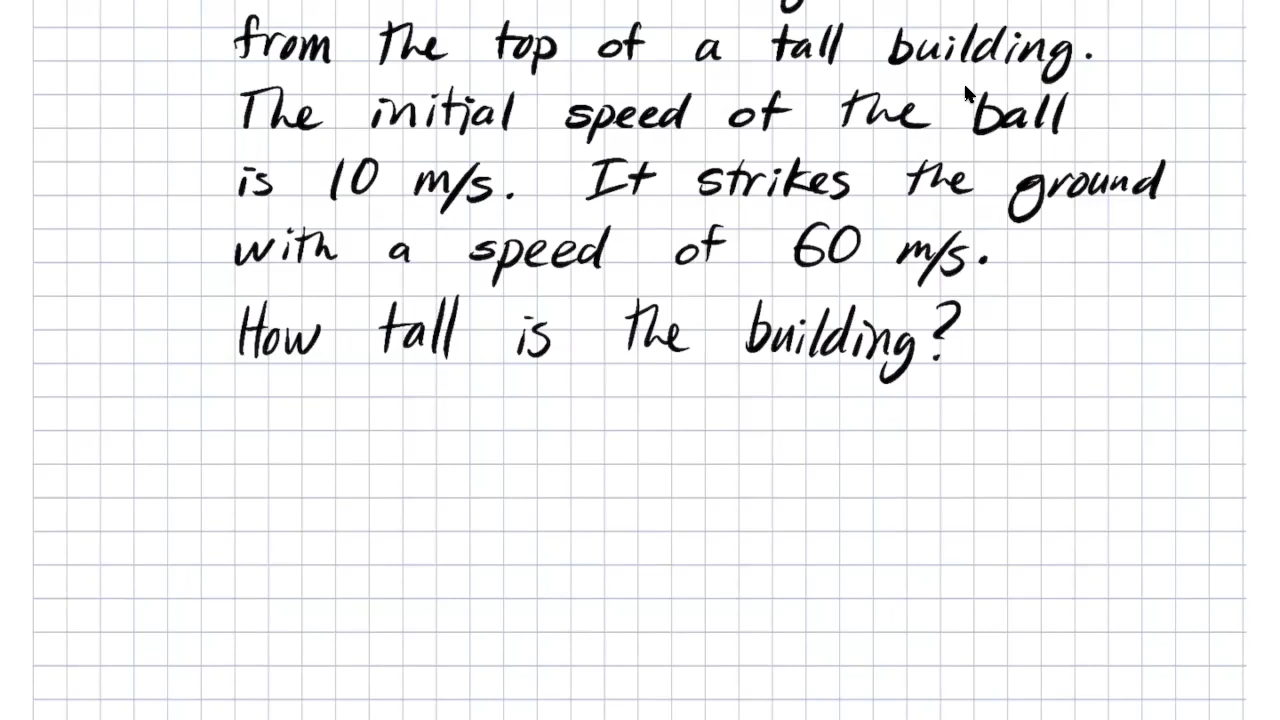 from the top of a tall building.
The initial speed of the ball
is 10 m/s. It strikes the ground
with a speed of 60 m/s.
How tall is the building?